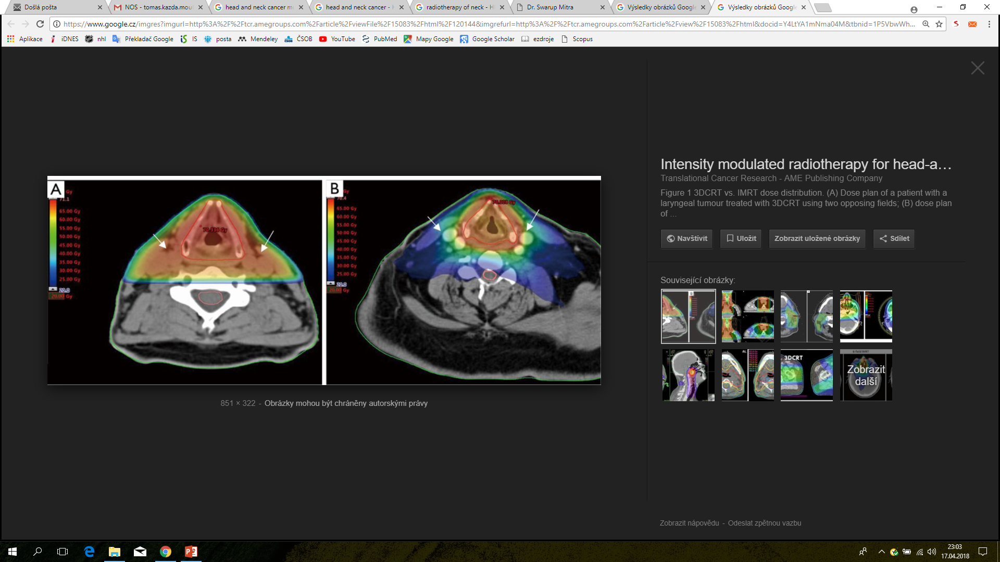 Došlá pošta
NOS - tomas.kazda.mou
head and neck cancer m
head and neck cancer - H
radiotherapy of neck - H
Dr. Swarup Mitra
Výsledky obrázků Google
Výsledky obrázků Google
https://www.google.cz/imgres?imgurl=http%3A%2F%2Ftcr.amegroups.com%2Farticle%2FviewFile%2F15083%2Fhtml%2F120144&imgrefurl=http%3A%2F%2Ftcr.amegroups.com%2Farticle%2Fview%2F15083%2Fhtml&docid=Y4LtYA1mNma04M&tbnid=1P5VbwWh...
Aplikace
iDNES
nhl
Překladač Google
IS
posta
Mendeley
ČSOB
YouTube
PubMed
Mapy Google
Google Scholar
ezdroje
Scopus
A
Gy
71.1
65.00 Gy
60.00 Gy
55.00 Gy
50.00 Gy
45.00 Gy
40.00 Gy
35.00 Gy
30.00 Gy
25.00 Gy
20.0
20.00 Gy
B
Gy
70.4
65.00 Gy
60.00 Gy
55.00 Gy
50.00 Gy
45.00 Gy
40.00 Gy
35.00 Gy
30.00 Gy
25.00 Gy
20.0
20.00 Gy
851 × 322 - Obrázky mohou být chráněny autorskými právy
Intensity modulated radiotherapy for head-a…
Translational Cancer Research - AME Publishing Company
Figure 1 3DCRT vs. IMRT dose distribution. (A) Dose plan of a patient with a
laryngeal tumour treated with 3DCRT using two opposing fields; (B) dose plan
of ...
Navštívit
Uložit
Zobrazit uložené obrázky
Sdílet
Související obrázky:
B
AL
3DCRT
6-field IMRT
Zobrazit
další
Zobrazit nápovědu - Odeslat zpětnou vazbu
23:03
17.04.2018